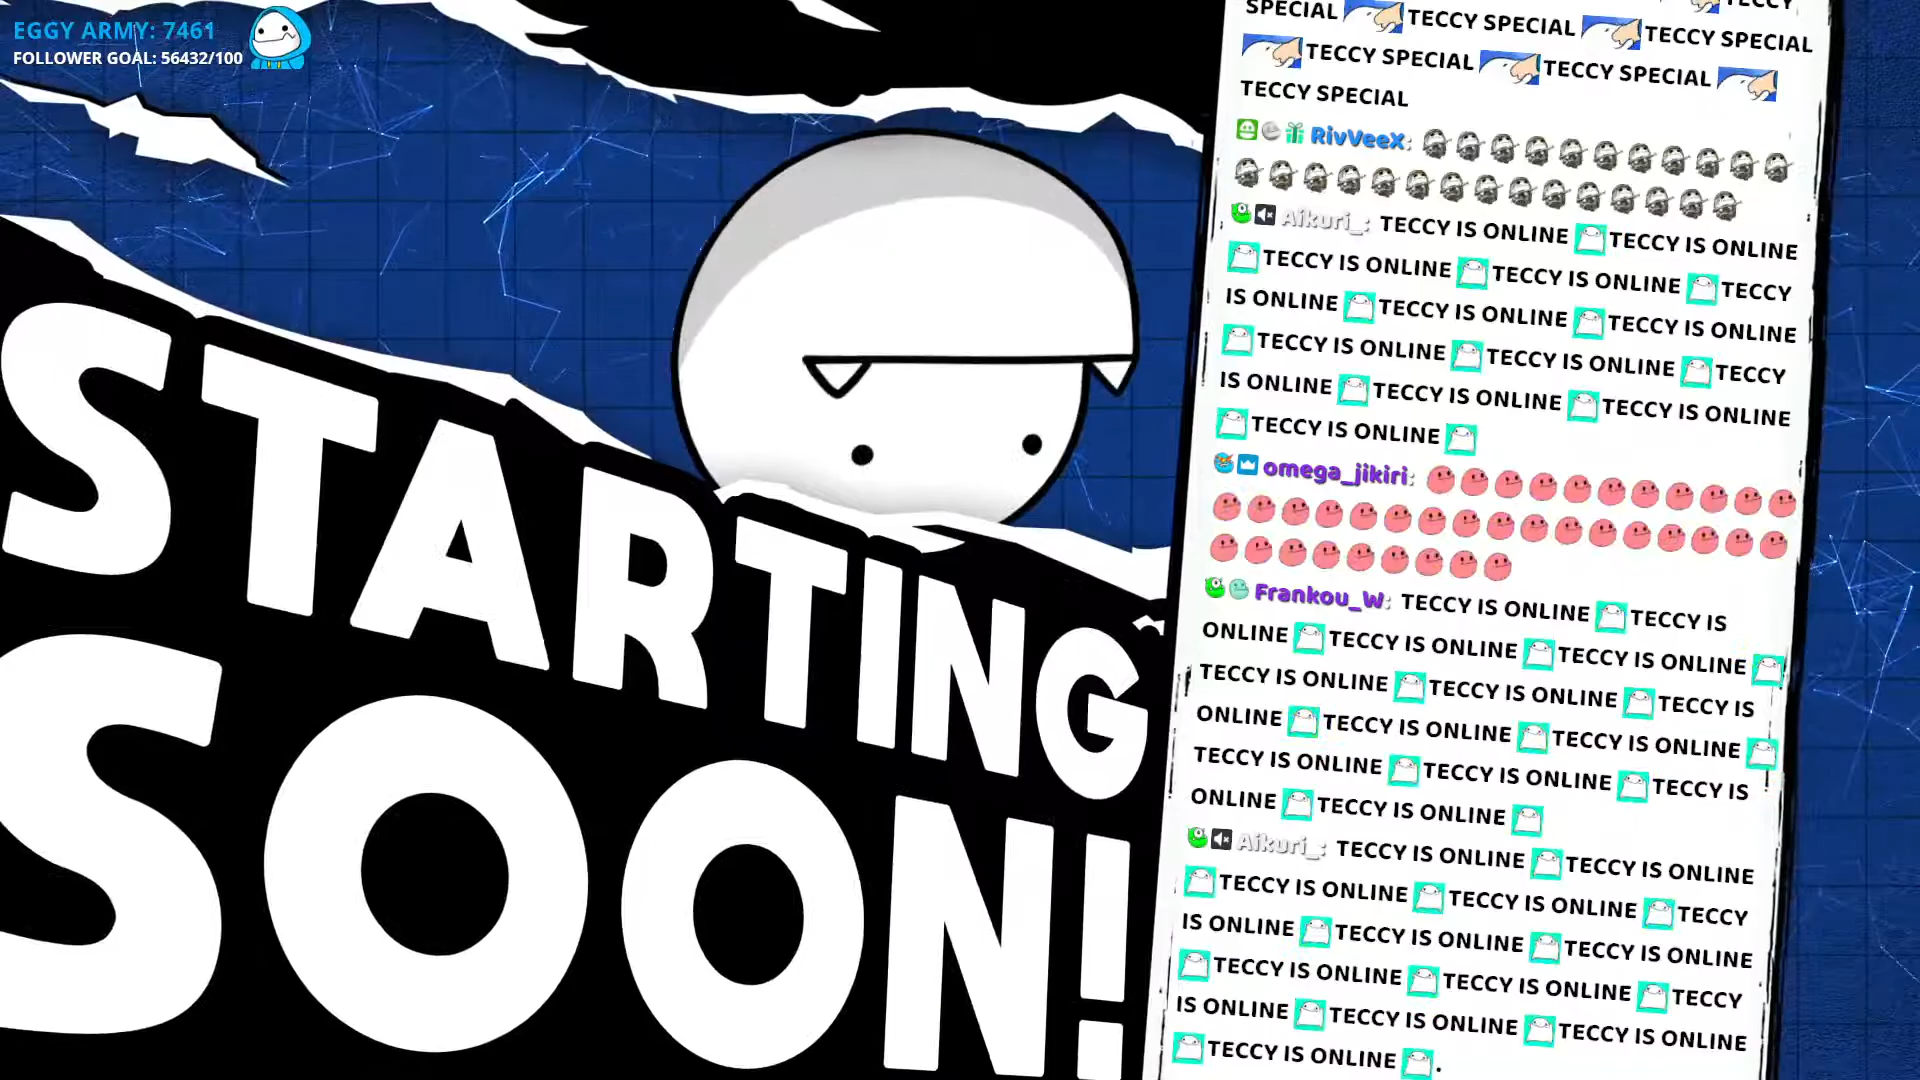 EGGY ARMY: 7461
FOLLOWER GOAL: 56432/100
STARTING
SOON!
TECCY
SPECIAL TECCY SPECIAL TECCY SPECIAL
TECCY SPECIAL TECCY SPECIAL
TECCY SPECIAL
RivVeeX:
Aikuri_: TECCY IS ONLINE TECCY IS ONLINE
TECCY IS ONLINE TECCY IS ONLINE TECCY
IS ONLINE TECCY IS ONLINE TECCY IS ONLINE
TECCY IS ONLINE TECCY IS ONLINE TECCY
IS ONLINE TECCY IS ONLINE TECCY IS ONLINE
TECCY IS ONLINE
omega_jikiri:
Frankou_W: TECCY IS ONLINE TECCY IS
ONLINE TECCY IS ONLINE TECCY IS ONLINE
TECCY IS ONLINE TECCY IS ONLINE TECCY IS
ONLINE TECCY IS ONLINE TECCY IS ONLINE
TECCY IS ONLINE TECCY IS ONLINE TECCY IS
ONLINE TECCY IS ONLINE
Aikuri_: TECCY IS ONLINE TECCY IS ONLINE
TECCY IS ONLINE TECCY IS ONLINE TECCY
IS ONLINE TECCY IS ONLINE TECCY IS ONLINE
TECCY IS ONLINE TECCY IS ONLINE TECCY
IS ONLINE TECCY IS ONLINE TECCY IS ONLINE
TECCY IS ONLINE .